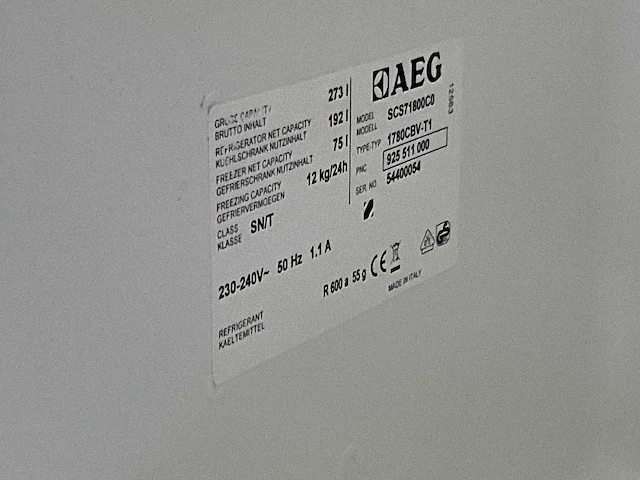 AEG
GROSS CAPACITY 273 l
BRUTTO INHALT
REFRIGERATOR NET CAPACITY 192 l
KUEHLSCHRANK NUTZINHALT
FREEZER NET CAPACITY 75 l
GEFRIERSCHRANK NUTZINHALT
FREEZING CAPACITY 12 kg/24h
GEFRIERVERMOEGEN
CLASS SN/T
KLASSE
MODEL SCS71800C0
MODELL
TYPE-TYP 1780CBV-T1
PNC 925 511 000
SER NO. 54400054
230-240V~ 50 Hz 1.1 A
REFRIGERANT R 600 a 55 g CE
KAELTEMITTEL
MADE IN ITALY